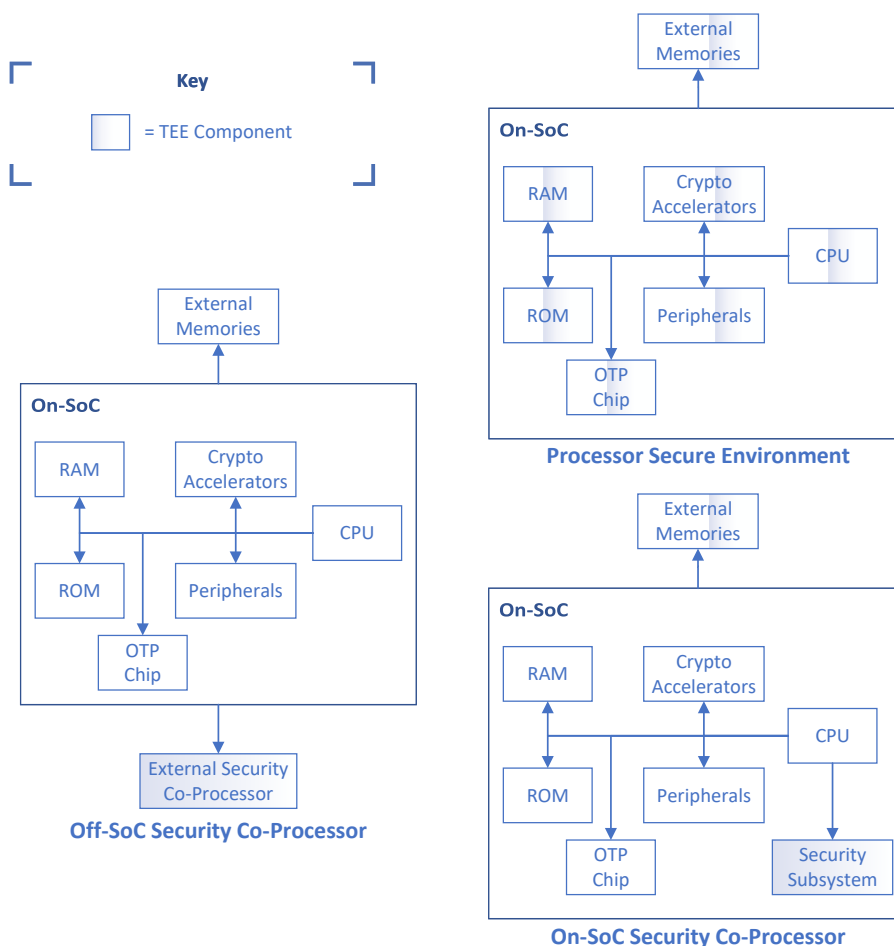 Key
= TEE Component
External
Memories
On-SoC
RAM
Crypto
Accelerators
CPU
ROM
Peripherals
OTP
Chip
External Security
Co-Processor
Off-SoC Security Co-Processor
External
Memories
On-SoC
RAM
Crypto
Accelerators
CPU
ROM
Peripherals
OTP
Chip
Processor Secure Environment
External
Memories
On-SoC
RAM
Crypto
Accelerators
CPU
ROM
Peripherals
OTP
Chip
Security
Subsystem
On-SoC Security Co-Processor